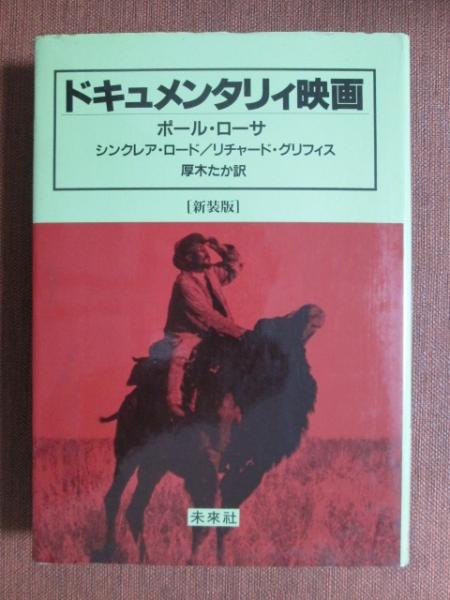 ドキュメンタリィ映画
ポール・ローサ
シンクレア・ロード／リチャード・グリフィス
厚木たか訳
［新装版］
未來社